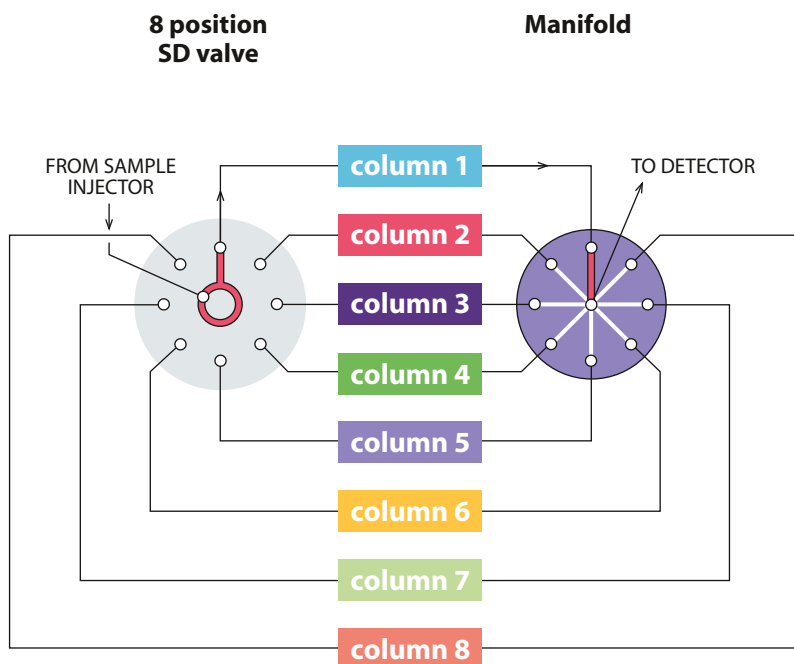 8 position
SD valve
Manifold
FROM SAMPLE
INJECTOR
TO DETECTOR
column 1
column 2
column 3
column 4
column 5
column 6
column 7
column 8